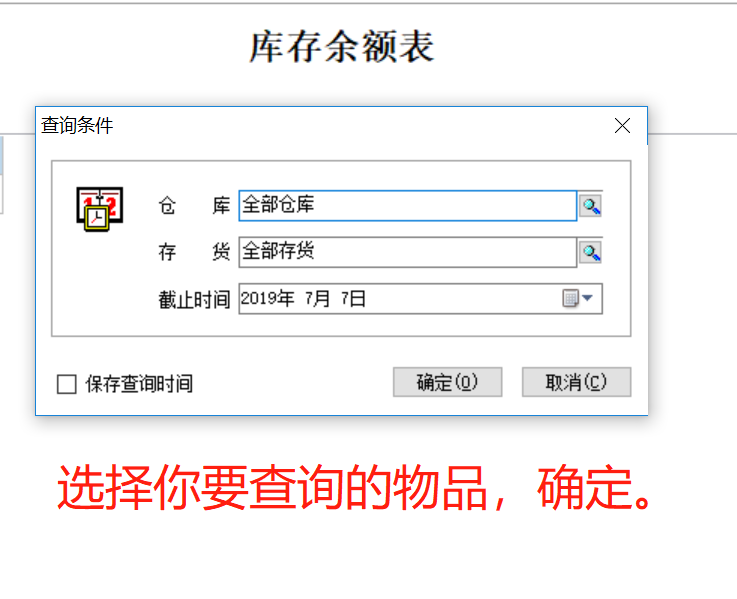 库存余额表
查询条件
仓 库 全部仓库
存 货 全部存货
截止时间 2019年 7月 7日
保存查询时间 确定(O) 取消(C)
选择你要查询的物品，确定。